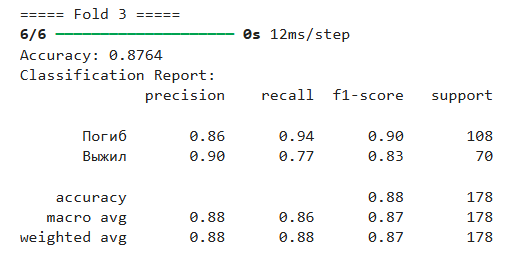 ===== Fold 3 =====
6/6 ━━━━━━━━━━━━━━━━━━━━ 0s 12ms/step
Accuracy: 0.8764
Classification Report:
              precision    recall  f1-score   support

       Погиб       0.86      0.94      0.90       108
       Выжил       0.90      0.77      0.83        70

    accuracy                           0.88       178
   macro avg       0.88      0.86      0.87       178
weighted avg       0.88      0.88      0.87       178